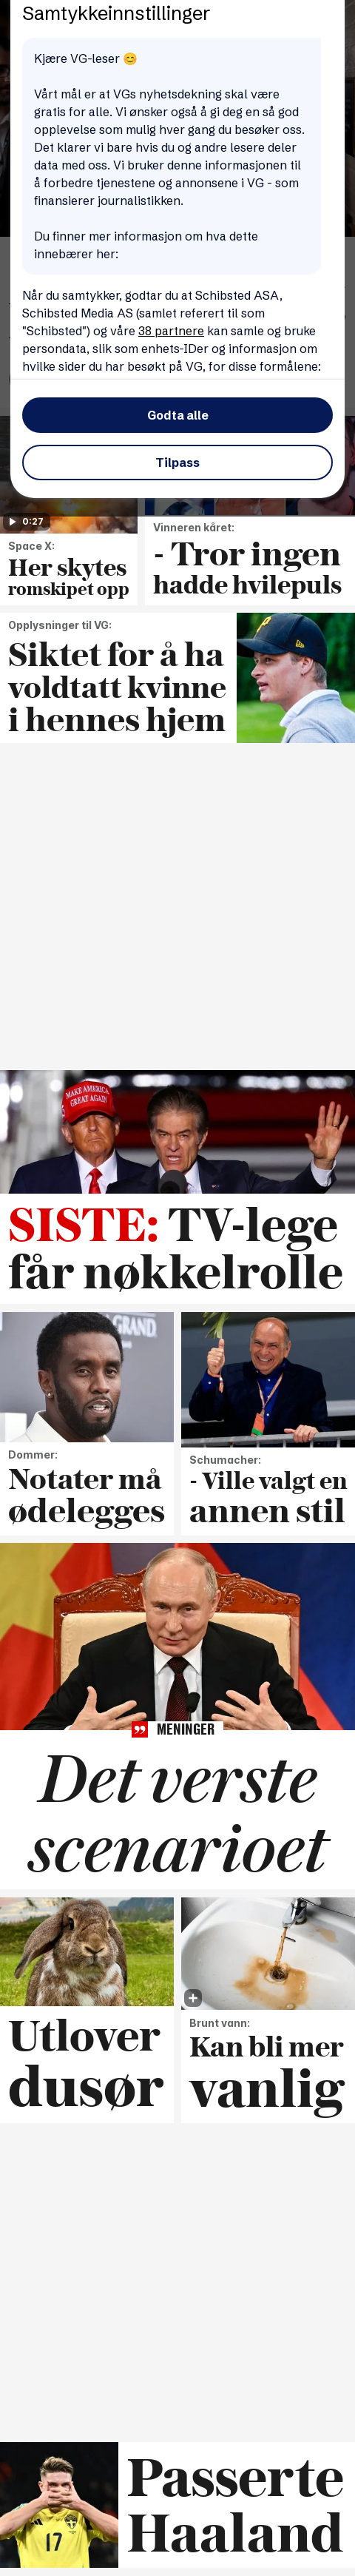 Samtykkeinnstillinger
Kjære VG-leser 😊
Vårt mål er at VGs nyhetsdekning skal være
gratis for alle. Vi ønsker også å gi deg en så god
opplevelse som mulig hver gang du besøker oss.
Det klarer vi bare hvis du og andre lesere deler
data med oss. Vi bruker denne informasjonen til
å forbedre tjenestene og annonsene i VG - som
finansierer journalistikken.
Du finner mer informasjon om hva dette
innebærer her:
Når du samtykker, godtar du at Schibsted ASA,
Schibsted Media AS (samlet referert til som
"Schibsted") og våre 38 partnere kan samle og bruke
persondata, slik som enhets-IDer og informasjon om
hvilke sider du har besøkt på VG, for disse formålene:
Godta alle
Tilpass
0:27
Space X:
Her skytes
romskipet opp
Vinneren kåret:
- Tror ingen
hadde hvilepuls
Opplysninger til VG:
Siktet for å ha
voldtatt kvinne
i hennes hjem
MAKE AMERICA
GREAT AGAIN
SISTE: TV-lege
får nøkkelrolle
Dommer:
Notater må
ødelegges
Schumacher:
- Ville valgt en
annen stil
MENINGER
Det verste
scenarioet
Utlover
dusør
Brunt vann:
Kan bli mer
vanlig
17
Passerte
Haaland